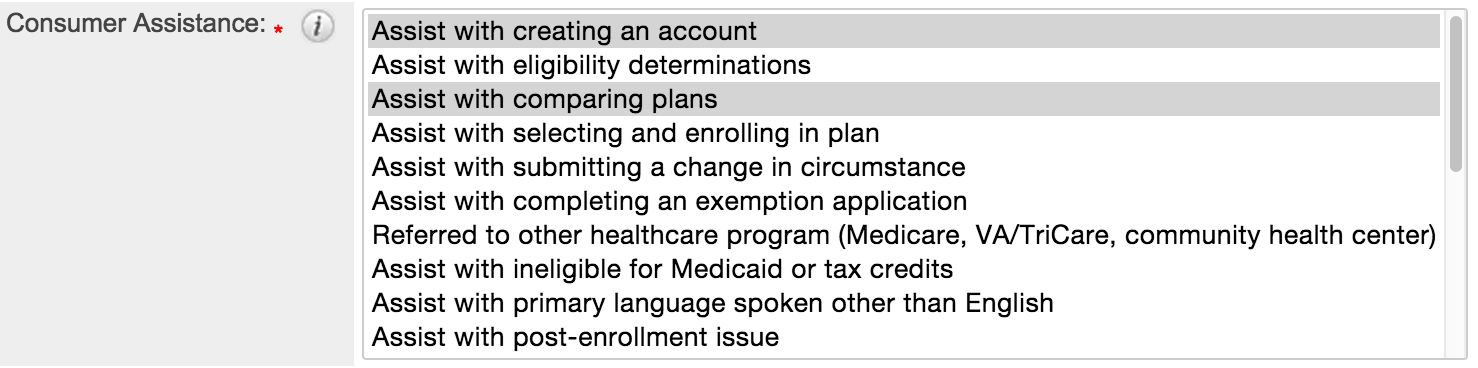 Consumer Assistance: *
Assist with creating an account
Assist with eligibility determinations
Assist with comparing plans
Assist with selecting and enrolling in plan
Assist with submitting a change in circumstance
Assist with completing an exemption application
Referred to other healthcare program (Medicare, VA/TriCare, community health center)
Assist with ineligible for Medicaid or tax credits
Assist with primary language spoken other than English
Assist with post-enrollment issue